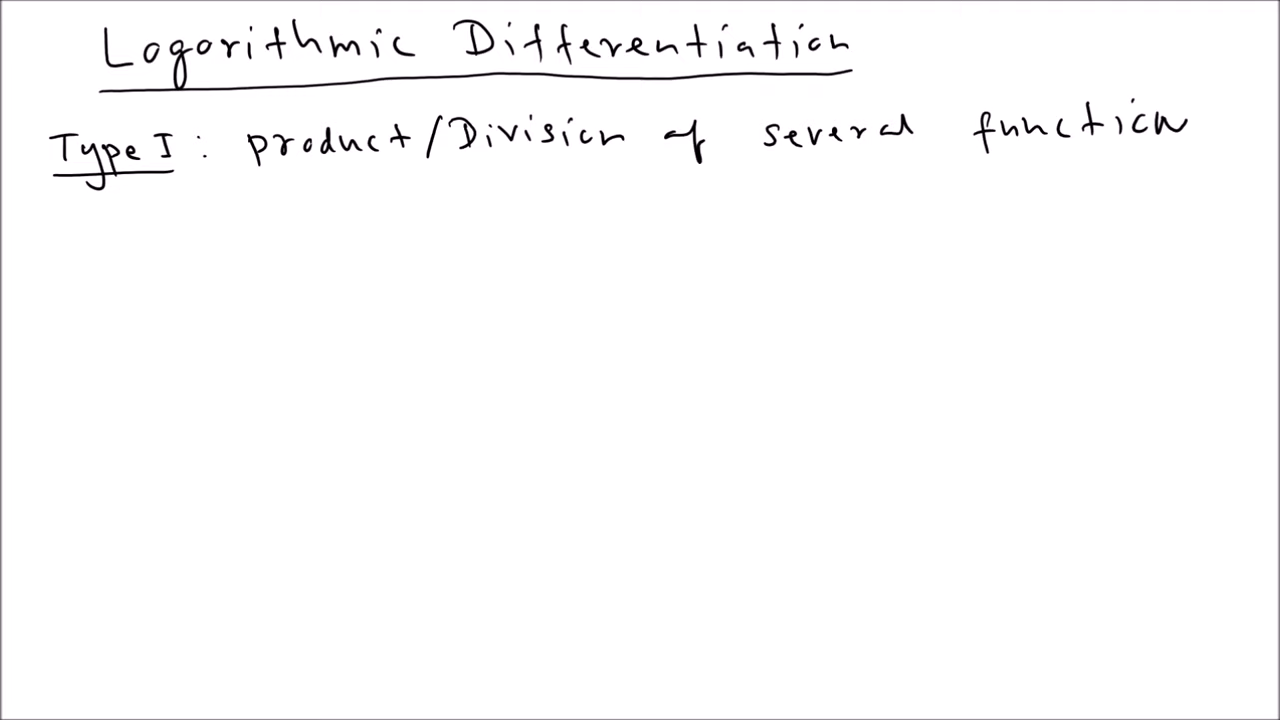 Logorithmic Differentiation
Type I : product/Division of several function